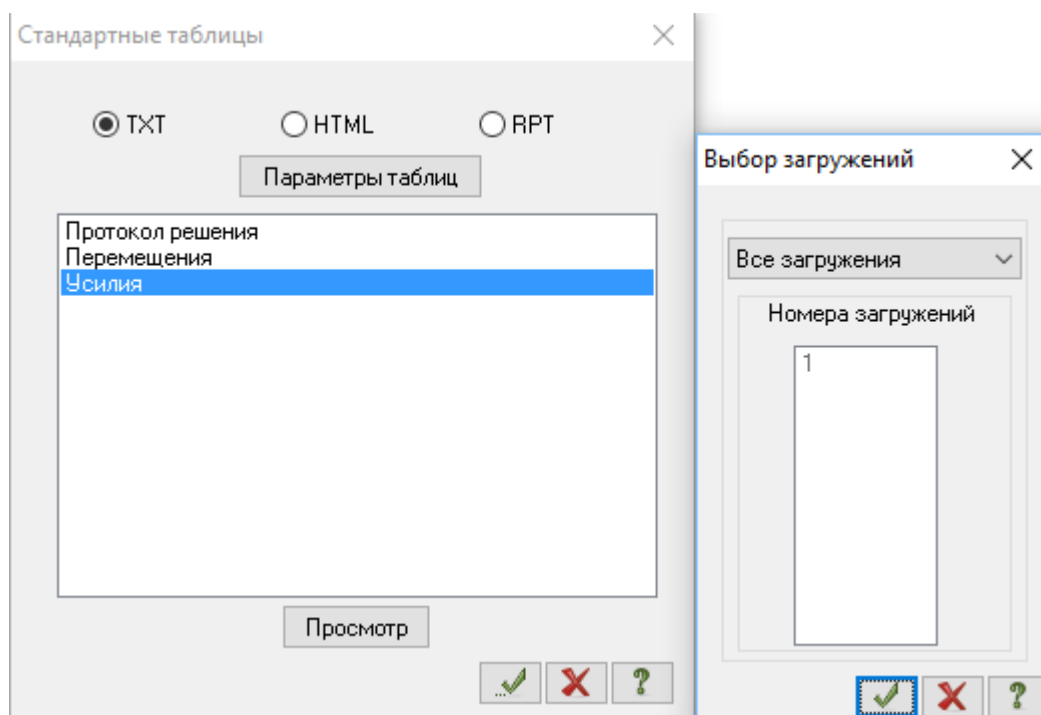 Стандартные таблицы
TXT
HTML
RPT
Параметры таблиц
Протокол решения
Перемещения
Усилия
Просмотр
Выбор загружений
Все загружения
Номера загружений
1